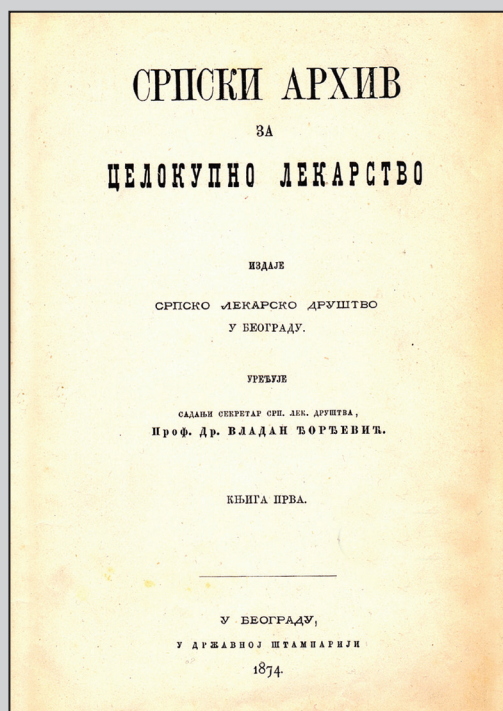 СРПСКИ АРХИВ
ЗА
ЦЕЛОКУПНО ЛЕКАРСТВО
ИЗДАЈЕ
СРПСКО ЛЕКАРСКО ДРУШТВО
У БЕОГРАДУ.
УРЕЂУЈЕ
САДАЊИ СЕКРЕТАР СРП. ЛЕК. ДРУШТВА,
Проф. Др. ВЛАДАН ЂОРЂЕВИЋ.
КЊИГА ПРВА.
У БЕОГРАДУ,
У ДРЖАВНОЈ ШТАМПАРИЈИ
1874.